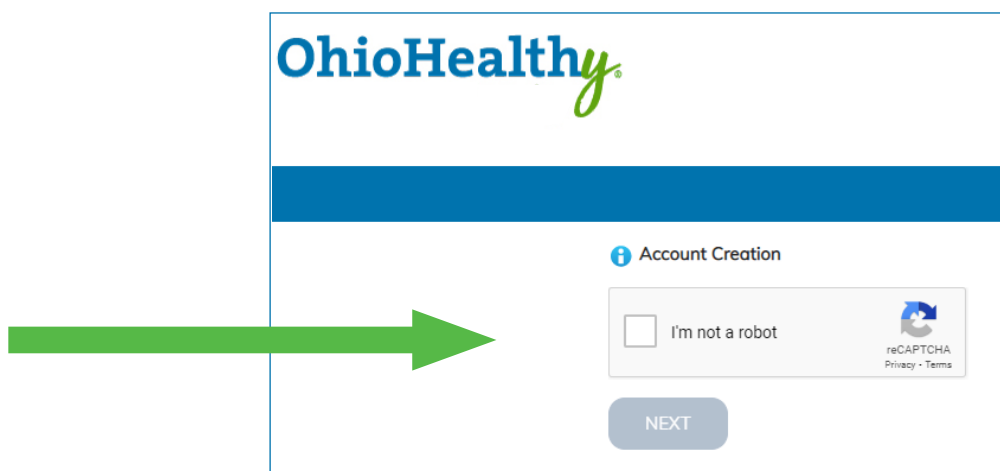 OhioHealthy®
Account Creation
I'm not a robot
reCAPTCHA
Privacy - Terms
NEXT